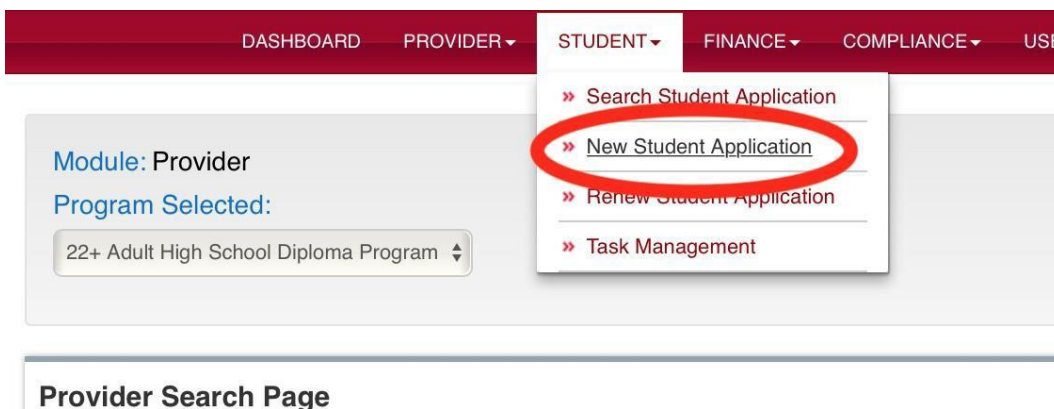 DASHBOARD PROVIDER STUDENT FINANCE COMPLIANCE
Search Student Application
New Student Application
Renew Student Application
Task Management
Module: Provider
Program Selected:
22+ Adult High School Diploma Program
Provider Search Page